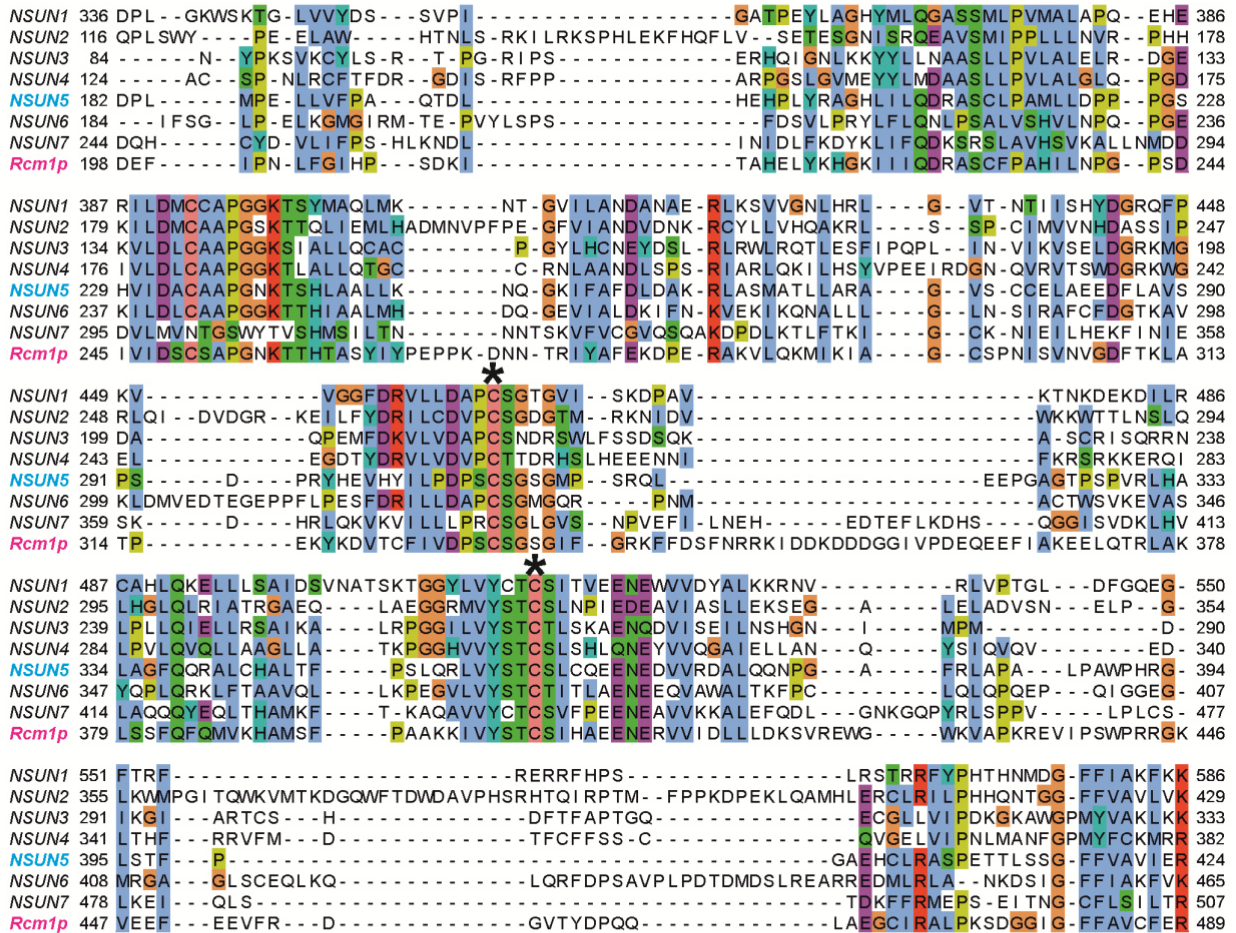 NSUN1 336 DPL--GKWSKTG-LVVYDS---SVPI-----------------GATPEYLAGHYMLQGASSMLPVMALAPQ--EHE 386
NSUN2 116 QPLSWY----PE-ELAW-----HTNLS-RKILRKSPHLEKFHQFLV--SETESGNISRQEAVSMIPPLLLNVR--PHH 178
NSUN3 84 ------N--YPKSVKCYLS-R---T--PG-RIPS-----------ERHQIGNLKKYYLLNAASLLPVLALELR--DGE 133
NSUN4 124 -----AC--SP-NLRCFTFDR--GDIS-RFPP-------------ARPGSLGVMEYYLMDAASLLPVLALGLQ--PGD 175
NSUN5 182 DPL------MPE-LLVFPA---QTDL-------------------HEHPLYRAGHLILQDRASCLPAMLLDPP--PGS 228
NSUN6 184 ---IFSG--LP-ELKGMGIRM-TE-PVYLSPS-------------FDSVLPRYLFLQNLPSALVSHVLNPQ--PGE 236
NSUN7 244 DQH------CYD-VLIFPS-HLKNDL-------------------INIDLFKDYKLIFQDKSRSLAVHSVKALLNMDD 294
Rcm1p 198 DEF------IPN-LFGIHP---SDKI-------------------TAHELYKHGKIIIQDRASCFPAHILNPG--PSD 244
NSUN1 387 RILDMCCAPGGKTSYMAQLMK-------NT-GVILANDANAE-RLKSVVGNLHRL-----G--VT-NTIISHYDGRQFP 448
NSUN2 179 KILDMCAAPGSKTTQLIEMLHADMNVPFPE-GFVIANDVDNK-RCYLLVHQAKRL-----S--SP-CIMVVNHDASSIP 247
NSUN3 134 KVLDLCAAPGGKSIALLQCAC--------P-GYLHCNEYDSL-RLRWLRQTLESFIPQPL---IN-VIKVSELDGRKMG 198
NSUN4 176 IVLDLCAAPGGKTLALLQTGC--------C-RNLAANDLSPS-RIARLQKILHSYVPEEIRDGN-QVRVTSWDGRKWG 242
NSUN5 229 HVIDACAAPGNKTSHLAALLK-------NQ-GKIFAFDLDAK-RLASMATLLARA-----G--VS-CCELAEEDFLAVS 290
NSUN6 237 KILDLCAAPGGKTTHIAALMH-------DQ-GEVIALDKIFN-KVEKIKQNALLL-----G--LN-SIRAFCFDGTKAV 298
NSUN7 295 DVLMVNTGSWYTVSHMSILTN-------NNTSKVFVCGVQSQAKDPDLKTLFTKI-----G--CK-NIEILHEKFINIE 358
Rcm1p 245 IVIDSCSAPGNKTTHTASYIYPEPPK-DNN-TRIYAFEKDPE-RAKVLQKMIKIA-----G--CSPNISVNVGDFTKLA 313
*
NSUN1 449 KV--------------VGGFDRVLLDAPCSGTGVI--SKDPAV--------------------KTNKDEKDILR 486
NSUN2 248 RLQI--DVDGR--KEILFYDRILCDVPCSGDGTM--RKNIDV--------------------WKKWTTLNSLQ 294
NSUN3 199 DA-------------QPEMFDKVLVDAPCSNDRSWLFSSDSQK--------------------A-SCRISQRRN 238
NSUN4 243 EL-------------EGDTYDRVLVDVPCTTDRHSLHEEENNI--------------------FKRSRKKERQI 283
NSUN5 291 PS------D---PRYHEVHYILPDPSCSGSGMP--SRQL----------------EEPGAGTPSPVRLHA 333
NSUN6 299 KLDMVEDTEGEPPFLPESFDRILLDAPCSGMGQR----PNM--------------------ACTWSVKEVAS 346
NSUN7 359 SK------D---HRLQKVKVILLLPRCSGLGVS--NPVEFI-LNEH-----EDTEFLKDHS--QGGISVDKLHV 413
Rcm1p 314 TP----------EKYKDVTCFIVDPSCSGSGIF--GRKFFDSFNRRKIDDKDDDGGIVPDEQEEFIAKEELQTRLAK 378
*
NSUN1 487 CAHLQKELLLSAIDSVNATSKTGGYLVYCTCSITVEENEWVVDYALKKRNV---------RLVPTGL--DFGQEG- 550
NSUN2 295 LHGLQLRIATRGAEQ----LAEGGRMVYSTCSLNPIEDEAVIASLLEKSEG--A-----LELADVSN---ELP--G- 354
NSUN3 239 LPLLQIELLRSAIKA----LRPGGILVYSTCTLSKAENQDVISEILNSHGN--I-----MPM------------D- 290
NSUN4 284 LPVLQVQLLAAGLLA----TKPGGHVVYSTCSLSHLQNEYVVQGAIELLAN--Q-----YSIQVQV-------ED- 340
NSUN5 334 LAGFQQRALCHALTF-----PSLQRLVYSTCSLCQEENEDVVRDALQQNPG--A-----FRLAPA---LPAWPHRG- 394
NSUN6 347 YQPLQRKLFTAAVQL----LKPEGVLVYSTCTITLAENEEQVAWALTKFPC--------LQLQPQEP--QIGGEG- 407
NSUN7 414 LAQQQYEQLTHAMKF----T-KAQAVVYCTCSVFPEENEAVVKKALEFQDL--GNKGQPYRLSPPV----LPLCS- 477
Rcm1p 379 LSSFQFQMVKHAMSF-----PAAKKIVYSTCSIHAEENERVVIDLLLDKSVREWG----WKVAPKREVIPSWPRRGK 446
NSUN1 551 FTRF--------------------------RERRFHPS-----------------LRSTRRFYPHTHNMDG-FFIAKFKK 586
NSUN2 355 LKWMPGITQWKVMTKDGQWFTDWDAVPHSRHTQIRPTM--FPPKDPEKLQAMHLERCLRILPHHQNTGG-FFVAVLVK 429
NSUN3 291 IKGI---ARTCS--H--------------DFTFAPTGQ----------------ECGLLVIPDKGKAWGPMYVAKLKK 333
NSUN4 341 LTHF---RRVFM---D-------------TFCFFSS-C----------------QVGELVIPNLMANFGPMYFCKMRR 382
NSUN5 395 LSTF---P-----------------------------------------GAEHCLRASPETTLSSG-FFVAVIER 424
NSUN6 408 MRGA---GLSCEQLKQ-------------LQRFDPSAVPLPDTDMDSLREARREDMLRLA--NKDSIG-FFIAKFVK 465
NSUN7 478 LKEI---QLS---------------------------------------TDKFFRMEPS-EITNG-CFLSILTR 507
Rcm1p 447 VEEF---EEVFR--D---------------GVTYDPQQ--------------LAEGCIRALPKSDGGIG-FFAVCFER 489